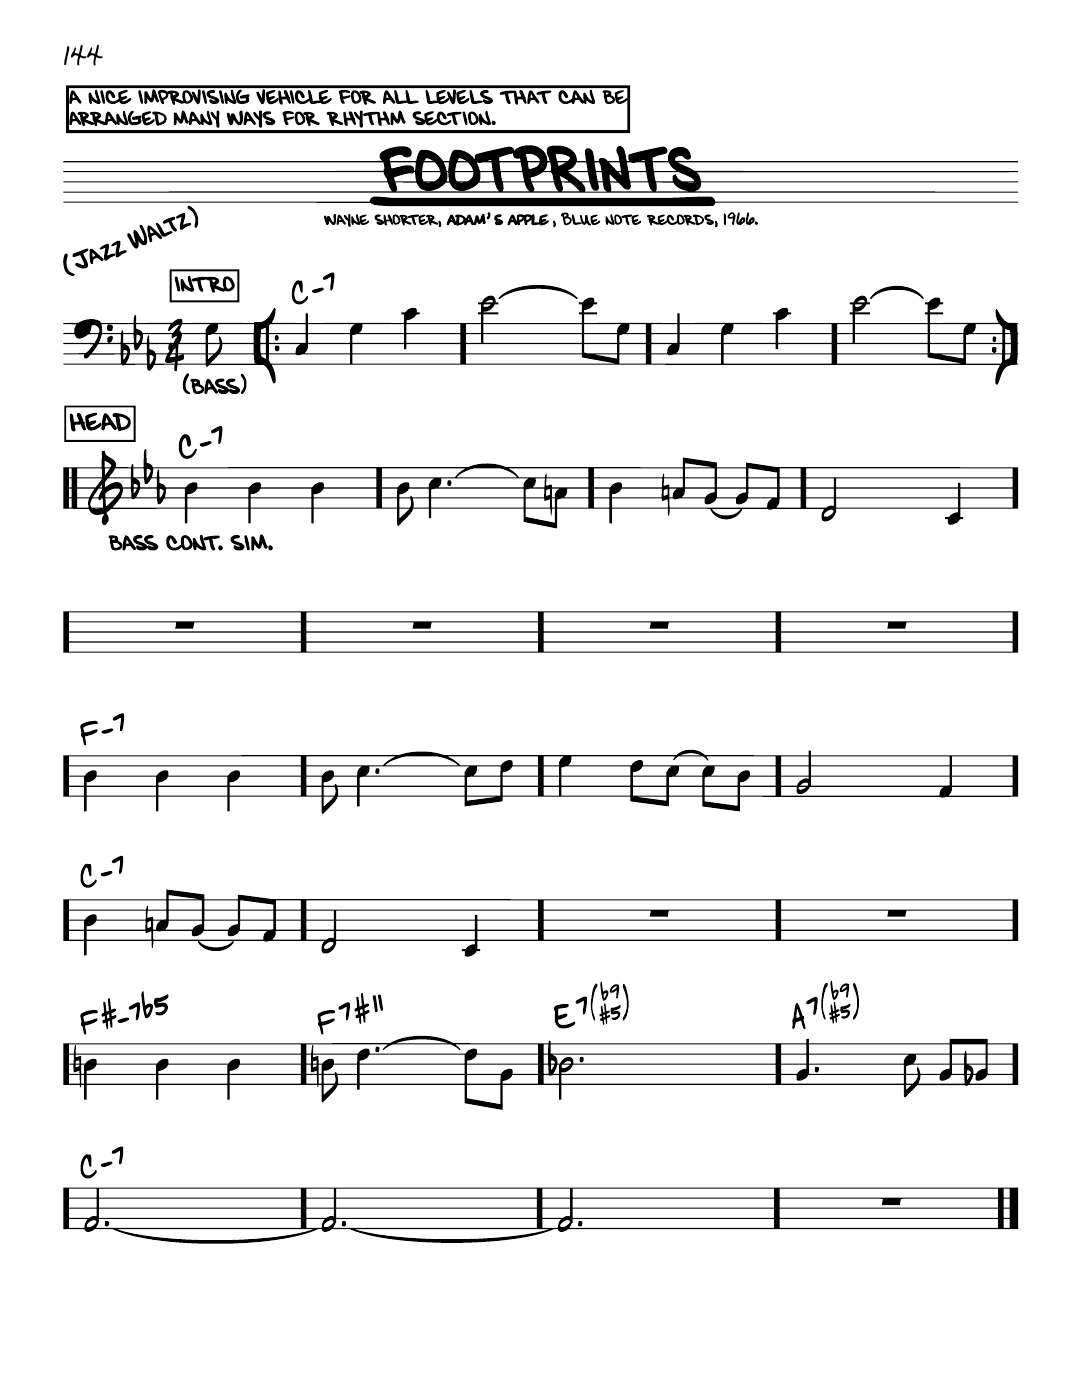 144
A NICE IMPROVISING VEHICLE FOR ALL LEVELS THAT CAN BE
ARRANGED MANY WAYS FOR RHYTHM SECTION.
FOOTPRINTS
WAYNE SHORTER, ADAM'S APPLE, BLUE NOTE RECORDS, 1966.
(JAZZ WALTZ)
INTRO
C-7
3
4
(BASS)
HEAD
C-7
BASS CONT. SIM.
F-7
C-7
F#-7b5 F7#11 E7(b9 #5) A7(b9 #5)
C-7